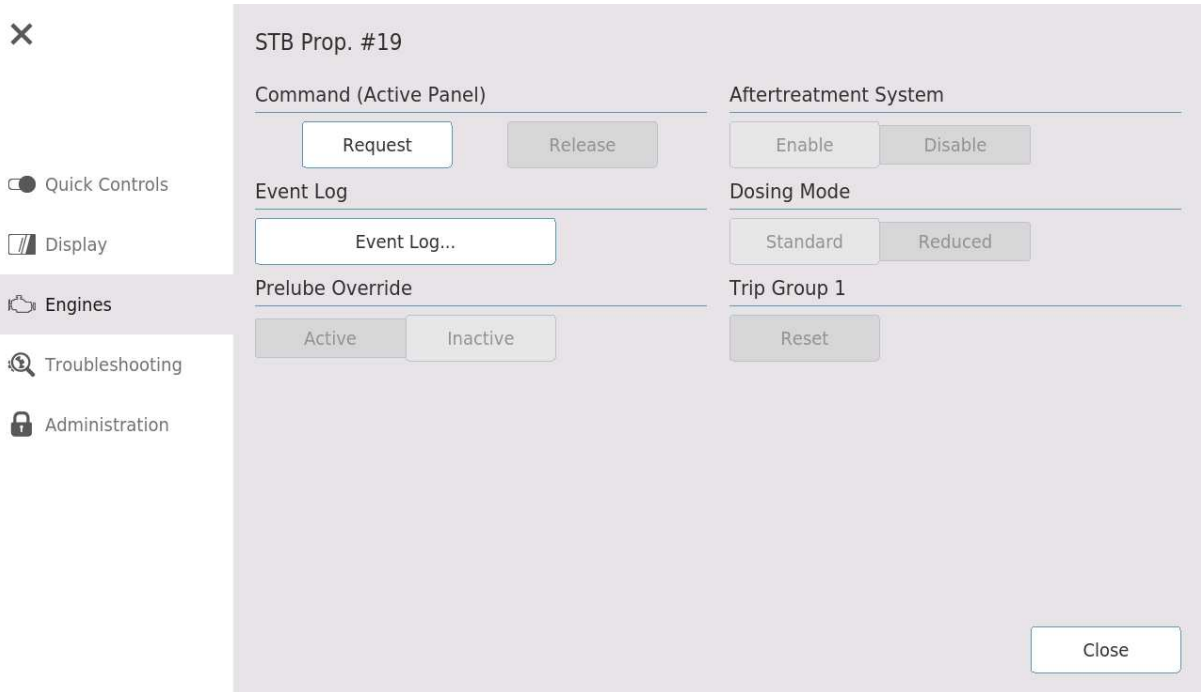 STB Prop. #19
Command (Active Panel)
Request Release
Event Log
Event Log...
Prelube Override
Active Inactive
Aftertreatment System
Enable Disable
Dosing Mode
Standard Reduced
Trip Group 1
Reset
Quick Controls
Display
Engines
Troubleshooting
Administration
Close